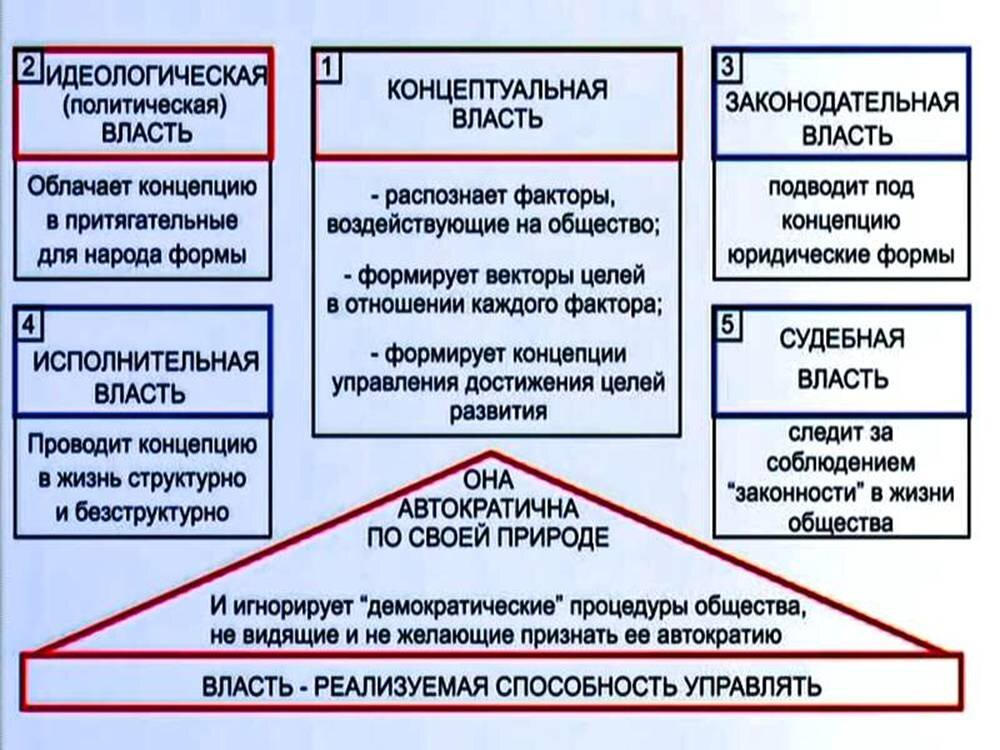 2
ИДЕОЛОГИЧЕСКАЯ
(политическая)
ВЛАСТЬ
Облачает концепцию
в притягательные
для народа формы
1
КОНЦЕПТУАЛЬНАЯ
ВЛАСТЬ
- распознает факторы,
воздействующие на общество;
- формирует векторы целей
в отношении каждого фактора;
- формирует концепции
управления достижения целей
развития
3
ЗАКОНОДАТЕЛЬНАЯ
ВЛАСТЬ
подводит под
концепцию
юридические формы
4
ИСПОЛНИТЕЛЬНАЯ
ВЛАСТЬ
Проводит концепцию
в жизнь структурно
и безструктурно
5
СУДЕБНАЯ
ВЛАСТЬ
следит за
соблюдением
"законности" в жизни
общества
ОНА
АВТОКРАТИЧНА
ПО СВОЕЙ ПРИРОДЕ
И игнорирует "демократические" процедуры общества,
не видящие и не желающие признать ее автократию
ВЛАСТЬ - РЕАЛИЗУЕМАЯ СПОСОБНОСТЬ УПРАВЛЯТЬ